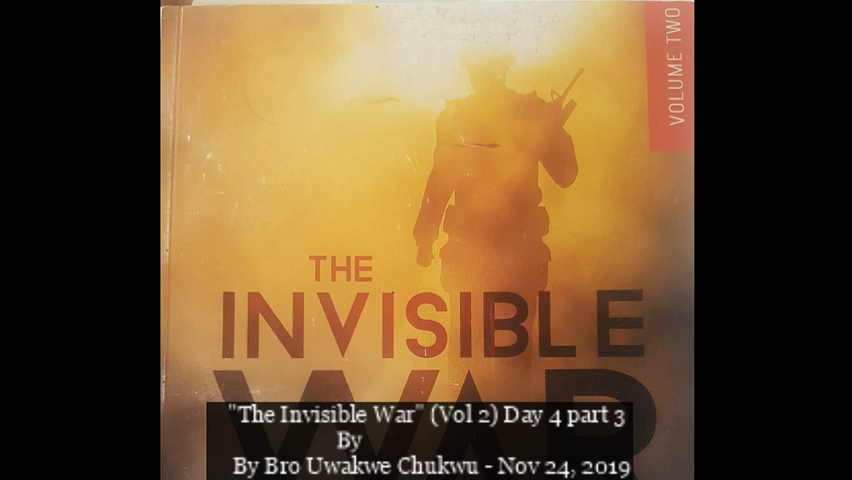 VOLUME TWO
THE
INVISIBLE
WAR
"The Invisible War" (Vol 2) Day 4 part 3
By
By Bro Uwakwe Chukwu - Nov 24, 2019